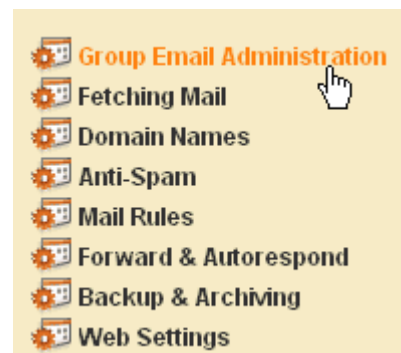 Group Email Administration
Fetching Mail
Domain Names
Anti-Spam
Mail Rules
Forward & Autorespond
Backup & Archiving
Web Settings